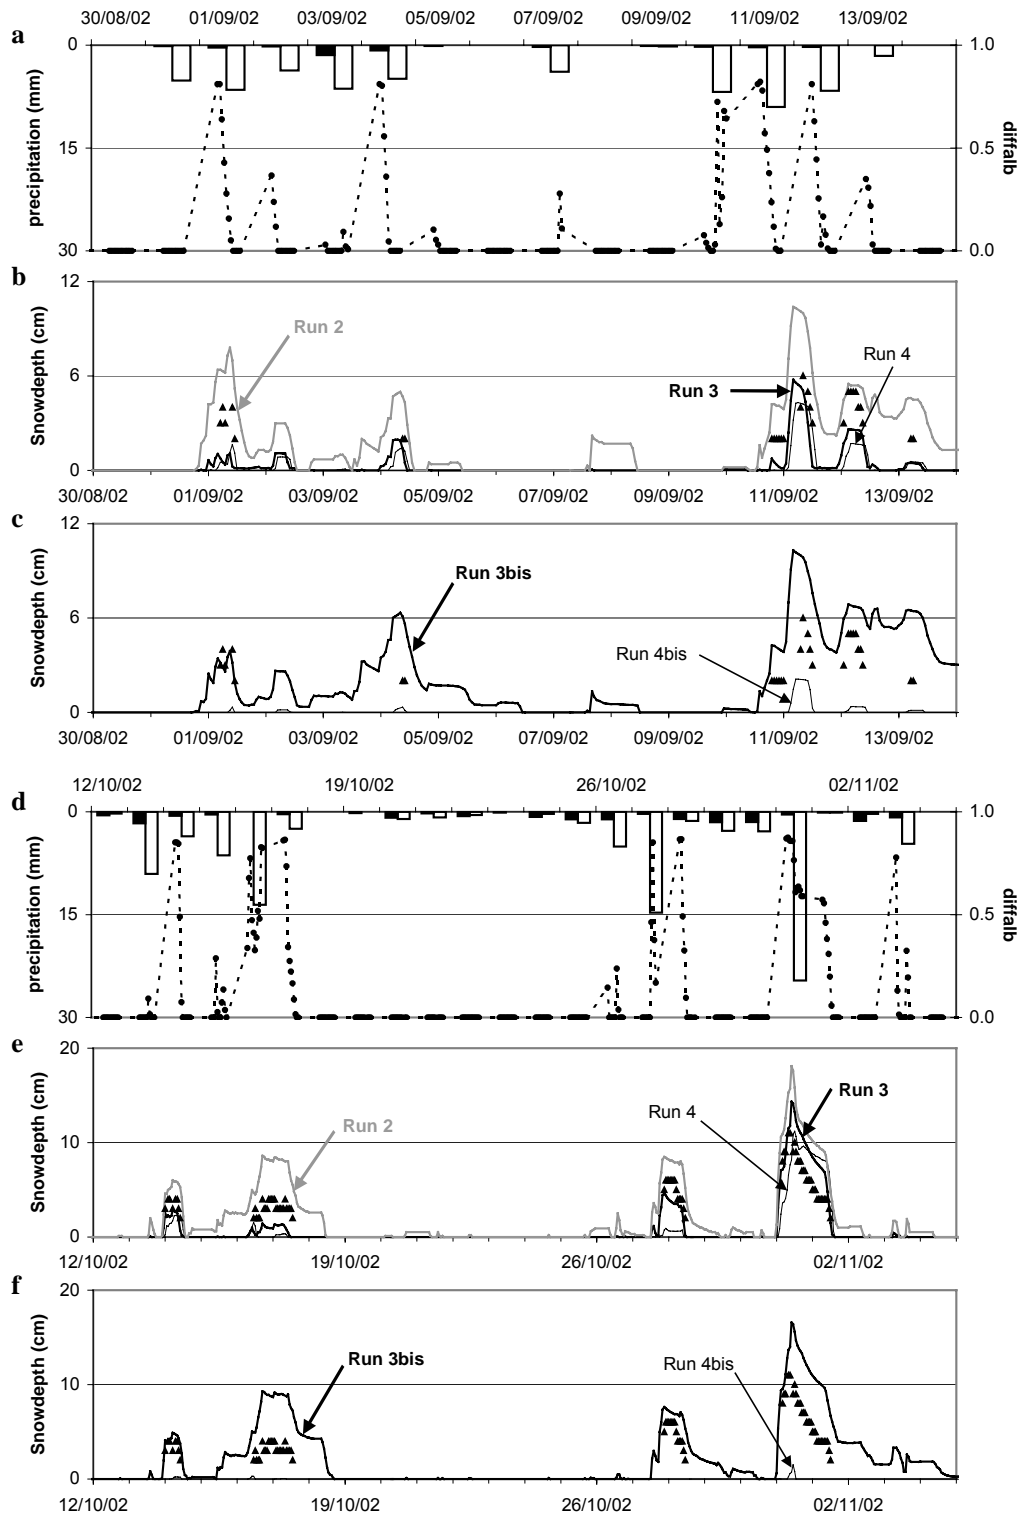 30/08/02 01/09/02 03/09/02 05/09/02 07/09/02 09/09/02 11/09/02 13/09/02
a
0 1.0
precipitation (mm)
15 0.5
diffalb
30 0.0
b
12
Snowdepth (cm)
Run 2
6
Run 4
Run 3
0
30/08/02 01/09/02 03/09/02 05/09/02 07/09/02 09/09/02 11/09/02 13/09/02
c
12
Snowdepth (cm)
Run 3bis
6
Run 4bis
0
30/08/02 01/09/02 03/09/02 05/09/02 07/09/02 09/09/02 11/09/02 13/09/02
12/10/02 19/10/02 26/10/02 02/11/02
d
0 1.0
precipitation (mm)
15 0.5
diffalb
30 0.0
e
20
Snowdepth (cm)
Run 3
Run 4
Run 2
10
0
12/10/02 19/10/02 26/10/02 02/11/02
f
20
Snowdepth (cm)
Run 3bis
Run 4bis
10
0
12/10/02 19/10/02 26/10/02 02/11/02